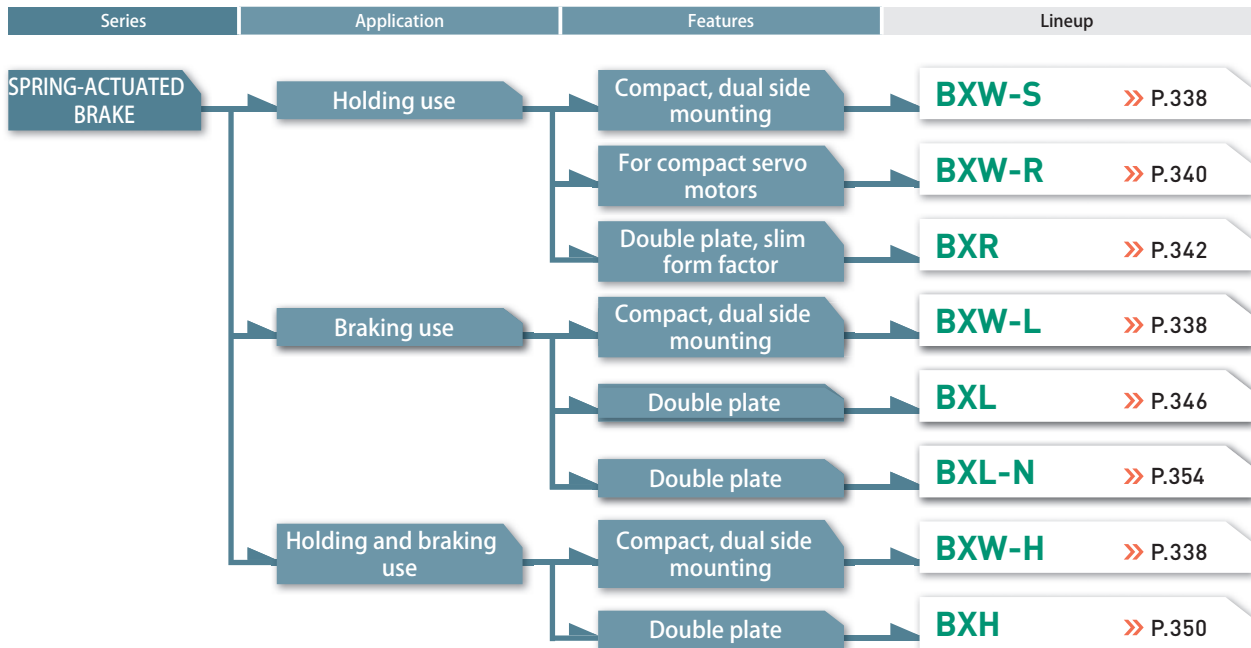 Series Application Features Lineup
SPRING-ACTUATED
BRAKE
Holding use
Compact, dual side
mounting
BXW-S » P.338
For compact servo
motors
BXW-R » P.340
Double plate, slim
form factor
BXR » P.342
Braking use
Compact, dual side
mounting
BXW-L » P.338
Double plate
BXL » P.346
Double plate
BXL-N » P.354
Holding and braking
use
Compact, dual side
mounting
BXW-H » P.338
Double plate
BXH » P.350